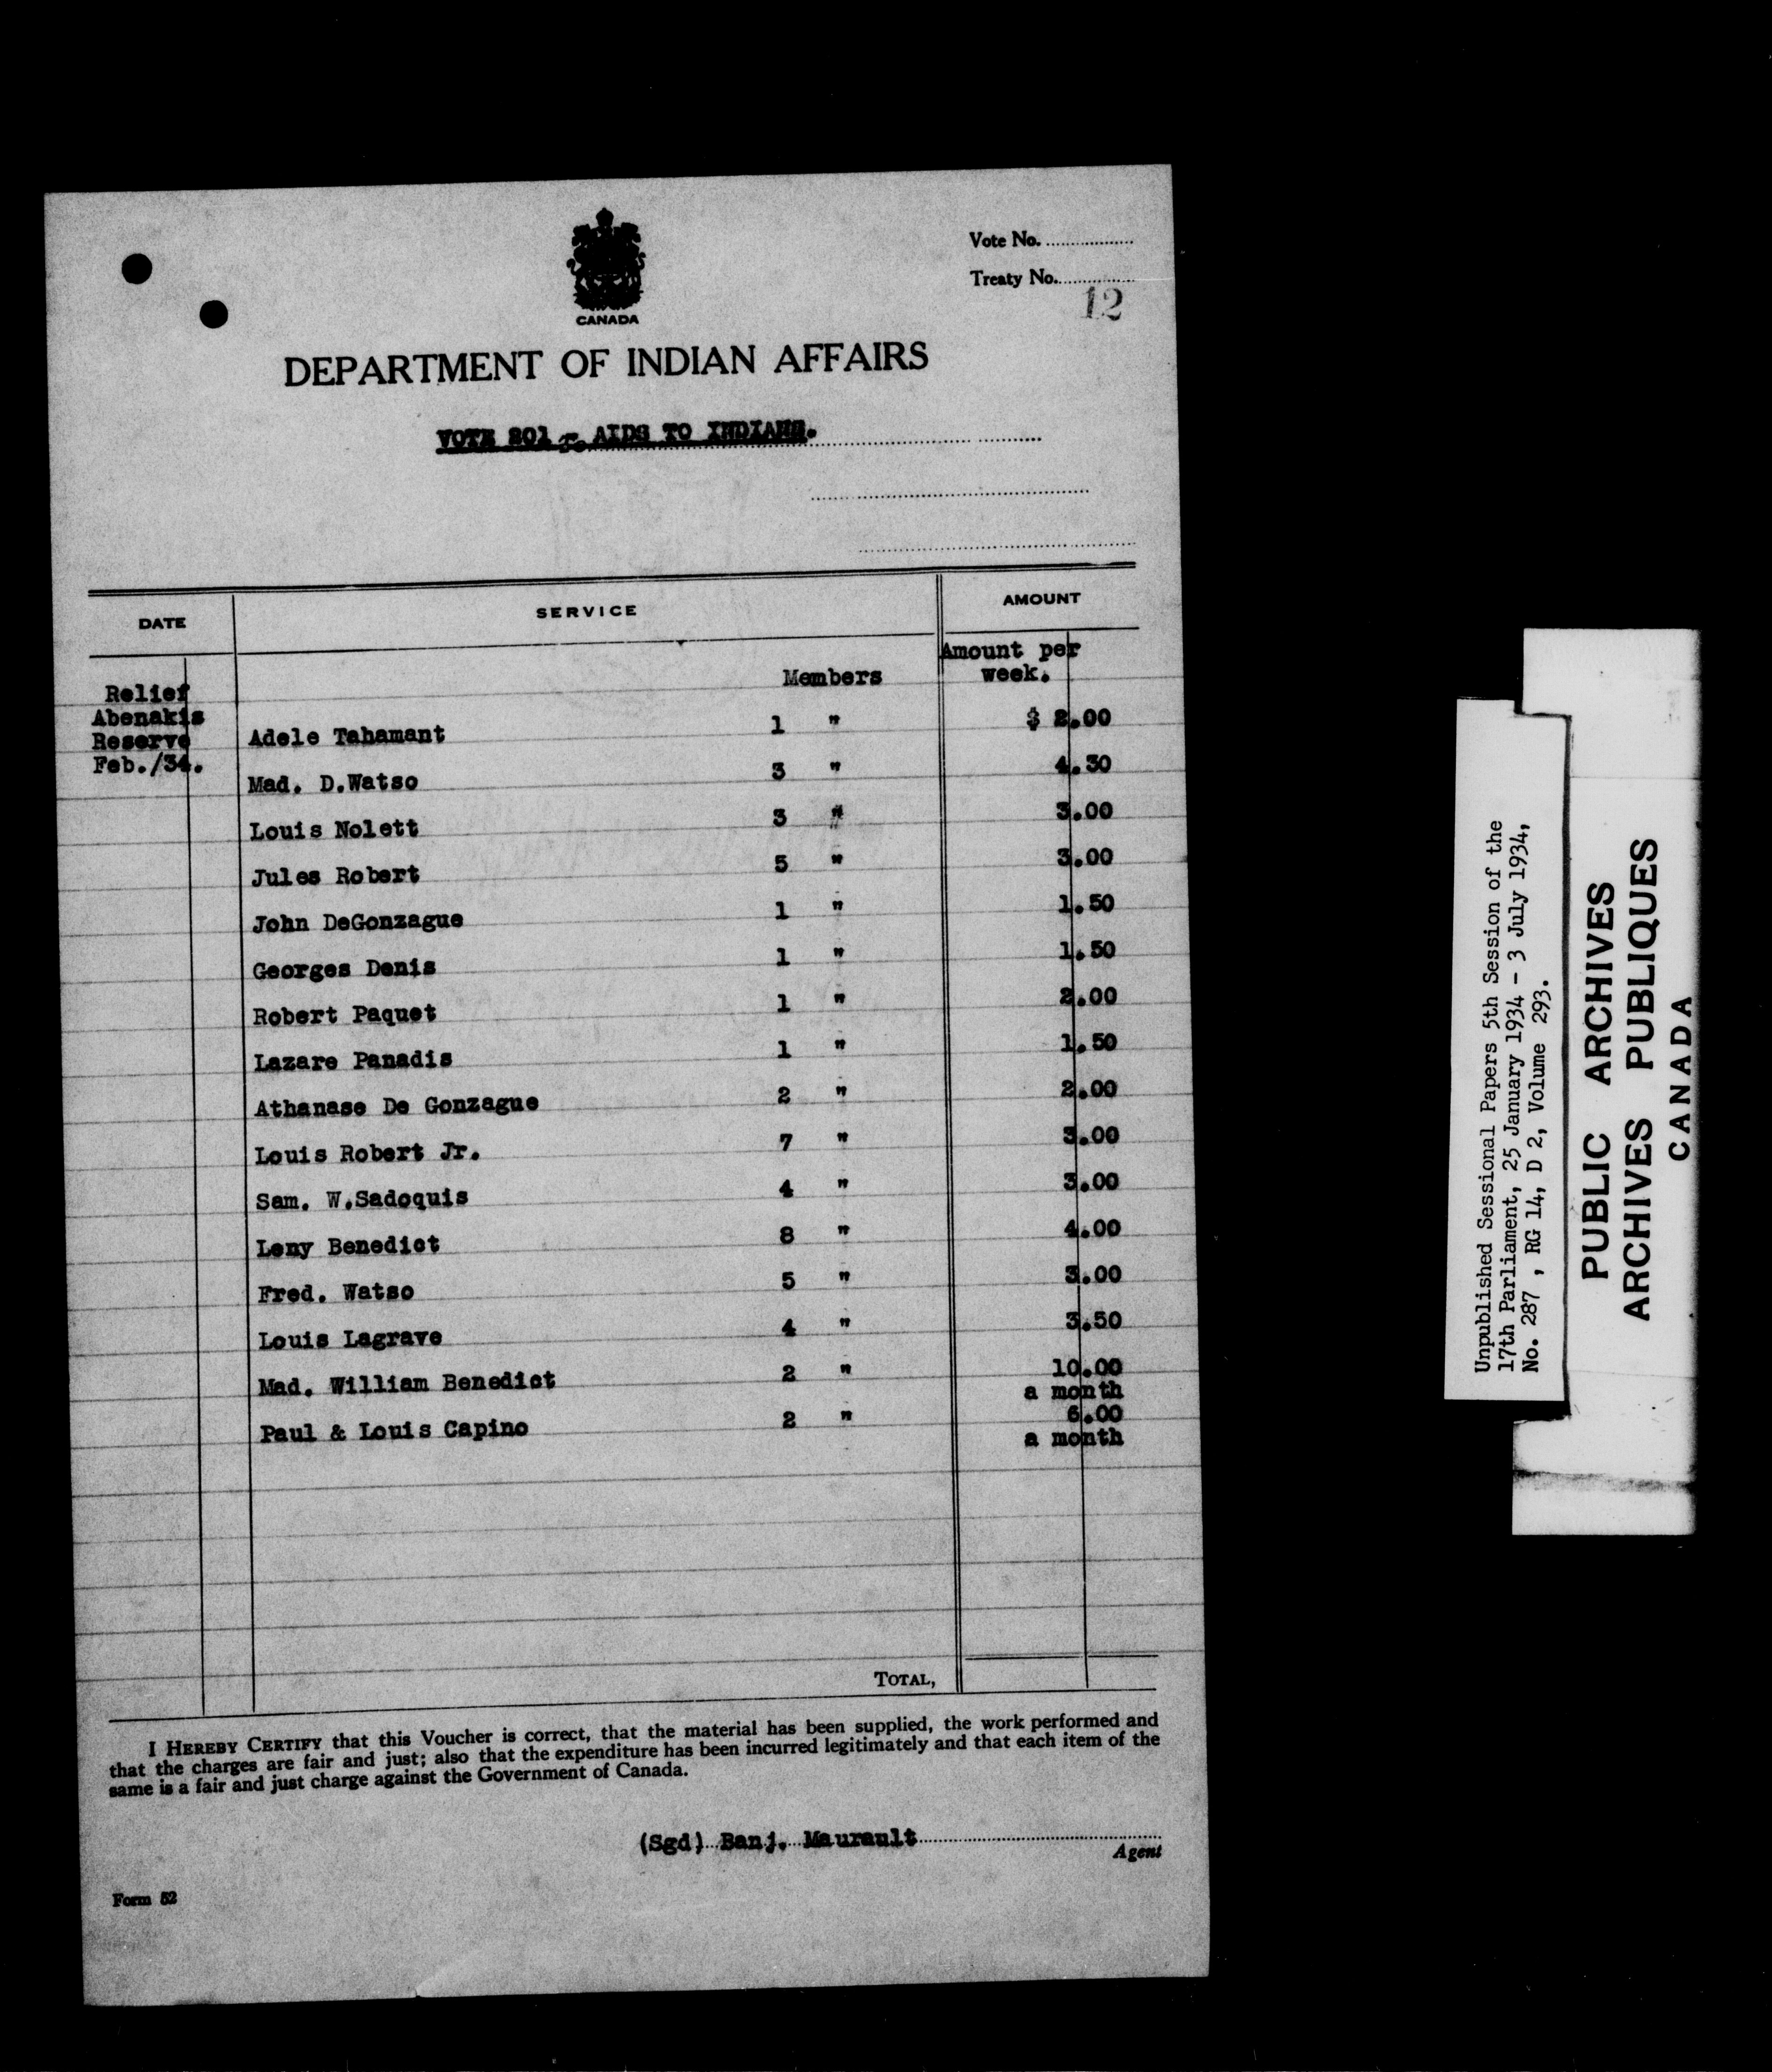 Vote No.
Treaty No.
12
CANADA
DEPARTMENT OF INDIAN AFFAIRS
VOTE 201 - AIDS TO INDIANS.
DATE SERVICE AMOUNT
Members Amount per week.
Relief
Abenakis
Reserve
Feb./34.
Adele Tahamant 1 " $ 2.00
Mad. D.Watso 3 " 4.30
Louis Nolett 3 " 3.00
Jules Robert 5 " 3.00
John DeGonzague 1 " 1.50
Georges Denis 1 " 1.50
Robert Paquet 1 " 2.00
Lazare Panadis 1 " 1.50
Athanase De Gonzague 2 " 2.00
Louis Robert Jr. 7 " 3.00
Sam. W.Sadoquis 4 " 3.00
Leny Benedict 8 " 4.00
Fred. Watso 5 " 3.00
Louis Lagrave 4 " 3.50
Mad. William Benedict 2 " 10.00
a month
Paul & Louis Capino 2 " 6.00
a month
TOTAL,
I HEREBY CERTIFY that this Voucher is correct, that the material has been supplied, the work performed and
that the charges are fair and just; also that the expenditure has been incurred legitimately and that each item of the
same is a fair and just charge against the Government of Canada.
(Sgd) Banj. Maurault
Agent
Form 52
Unpublished Sessional Papers 5th Session of the
17th Parliament, 25 January 1934 - 3 July 1934,
No. 287 , RG 14, D 2, Volume 293.
PUBLIC ARCHIVES
ARCHIVES PUBLIQUES
CANADA